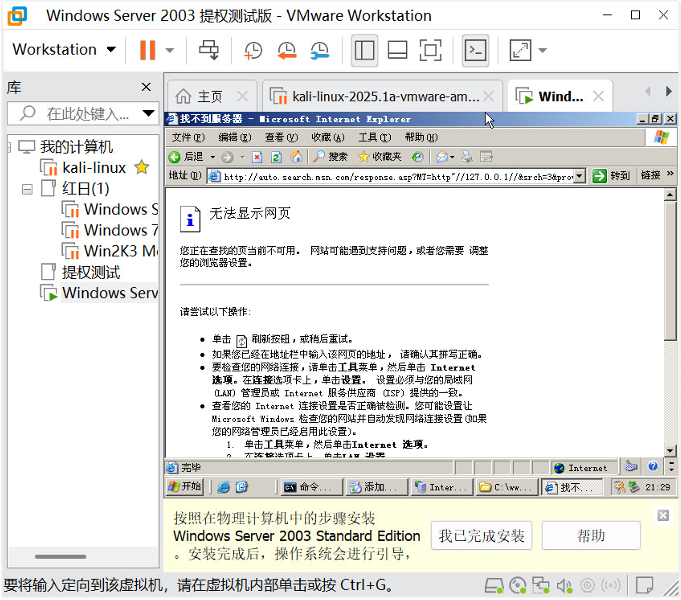 Windows Server 2003 提权测试版 - VMware Workstation
Workstation
库
在此处键入...
我的计算机
kali-linux
红日(1)
Windows S
Windows 7
Win2K3 M
提权测试
Windows Serv
主页
kali-linux-2025.1a-vmware-am...
Wind...
找不到服务器 - Microsoft Internet Explorer
文件(F) 编辑(E) 查看(V) 收藏(A) 工具(T) 帮助(H)
后退 搜索 收藏夹
地址(D) http://auto.search.msn.com/response.asp?MT=http"//127.0.0.1//&srch=3&prov 转到 链接 »
无法显示网页
您正在查找的页当前不可用。 网站可能遇到支持问题，或者您需要 调整
您的浏览器设置。
请尝试以下操作:
单击 刷新按钮，或稍后重试。
如果您已经在地址栏中输入该网页的地址， 请确认其拼写正确。
要检查您的网络连接，请单击工具菜单，然后单击 Internet
选项。在连接选项卡上，单击设置。 设置必须与您的局域网
(LAN) 管理员或 Internet 服务供应商 (ISP) 提供的一致。
查看您的 Internet 连接设置是否正确被检测。您可能设置让
Microsoft Windows 检查您的网站并自动发现网络连接设置(如果
您的网络管理员已经启用此设置)。
1. 单击工具菜单，然后单击Internet 选项。
2. 在连接选项卡上，单击LAN 设置
完毕
Internet
开始 命令... 添加... Inter... C:\ww... 找不... 21:29
按照在物理计算机中的步骤安装
Windows Server 2003 Standard Edition
。安装完成后，操作系统会进行引导，
我已完成安装
帮助
要将输入定向到该虚拟机，请在虚拟机内部单击或按 Ctrl+G。